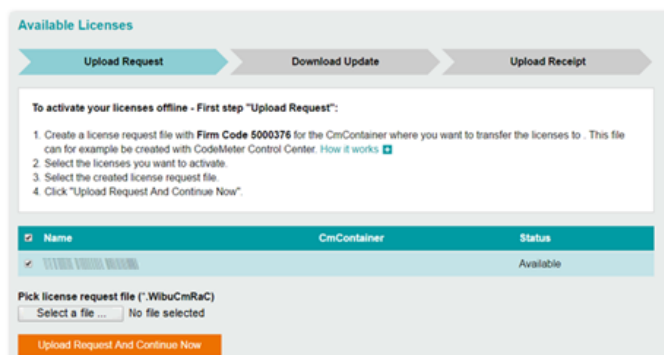 Available Licenses
Upload Request
Download Update
Upload Receipt
To activate your licenses offline - First step "Upload Request":
1. Create a license request file with Firm Code 5000376 for the CmContainer where you want to transfer the licenses to . This file
can for example be created with CodeMeter Control Center. How it works
2. Select the licenses you want to activate.
3. Select the created license request file.
4. Click "Upload Request And Continue Now".
Name CmContainer Status
Available
Pick license request file (*.WibuCmRaC)
Select a file ... No file selected
Upload Request And Continue Now